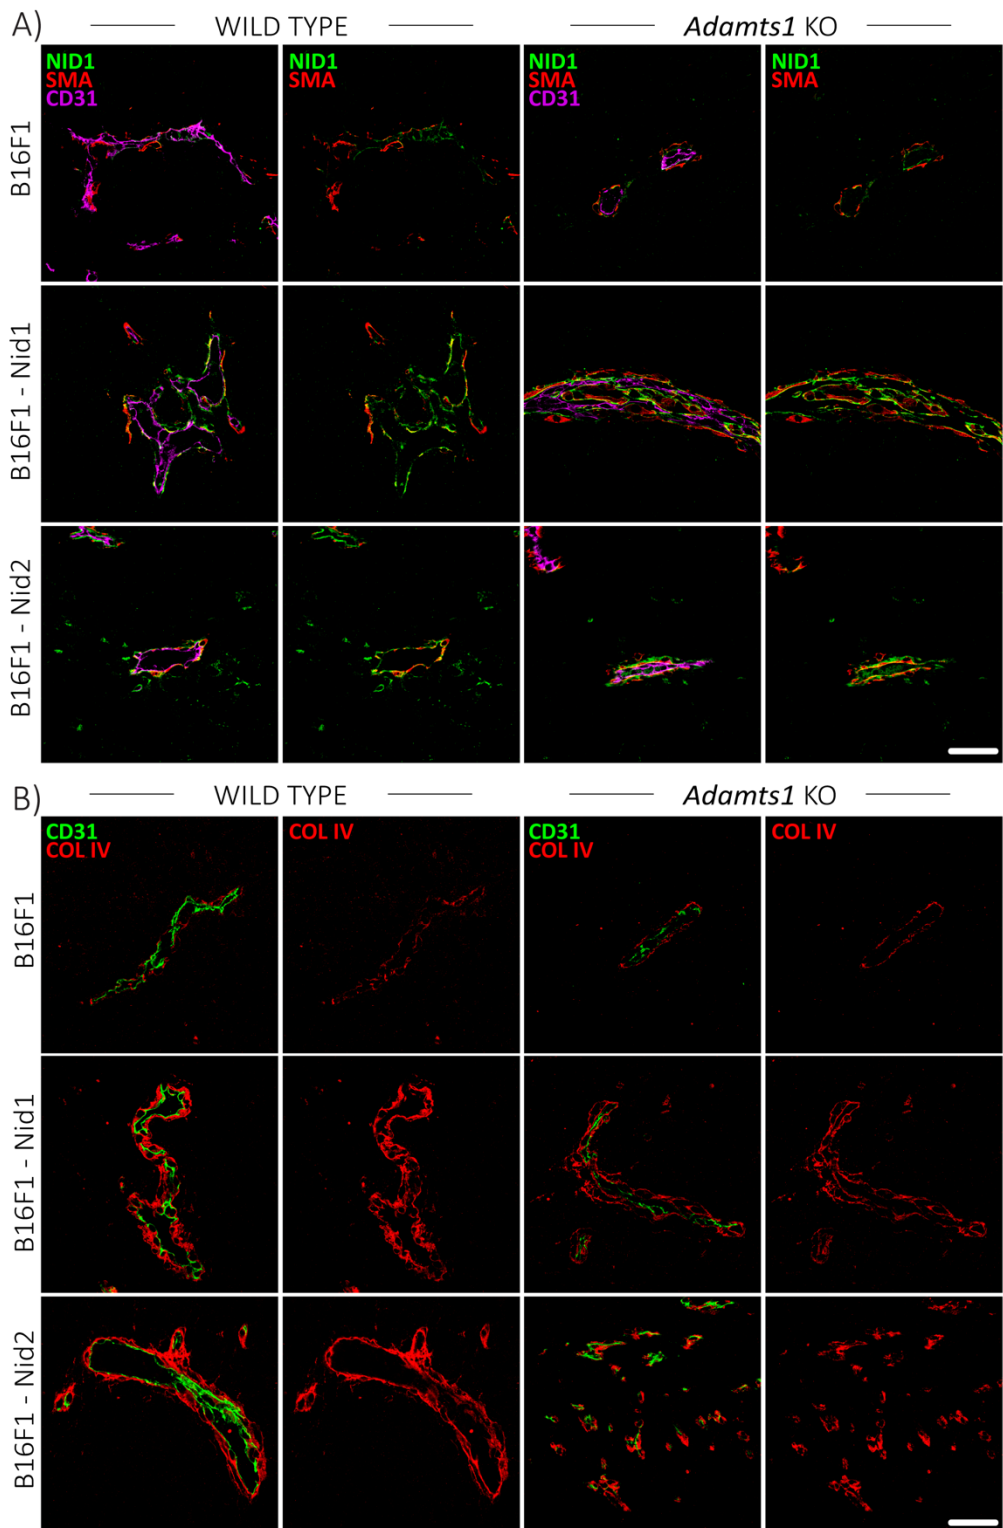 A)
WILD TYPE
Adamts1 KO
NID1
SMA
CD31
NID1
SMA
NID1
SMA
CD31
NID1
SMA
B16F1
B16F1 - Nid1
B16F1 - Nid2
B)
WILD TYPE
Adamts1 KO
CD31
COL IV
COL IV
CD31
COL IV
COL IV
B16F1
B16F1 - Nid1
B16F1 - Nid2